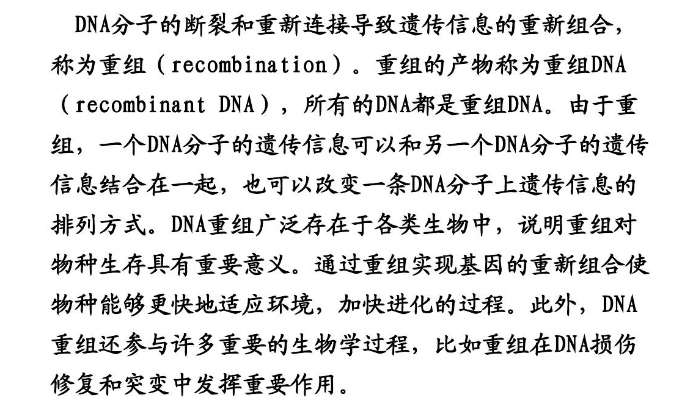 DNA分子的断裂和重新连接导致遗传信息的重新组合，
称为重组（recombination）。重组的产物称为重组DNA
（recombinant DNA），所有的DNA都是重组DNA。由于重
组，一个DNA分子的遗传信息可以和另一个DNA分子的遗传
信息结合在一起，也可以改变一条DNA分子上遗传信息的
排列方式。DNA重组广泛存在于各类生物中，说明重组对
物种生存具有重要意义。通过重组实现基因的重新组合使
物种能够更快地适应环境，加快进化的过程。此外，DNA
重组还参与许多重要的生物学过程，比如重组在DNA损伤
修复和突变中发挥重要作用。